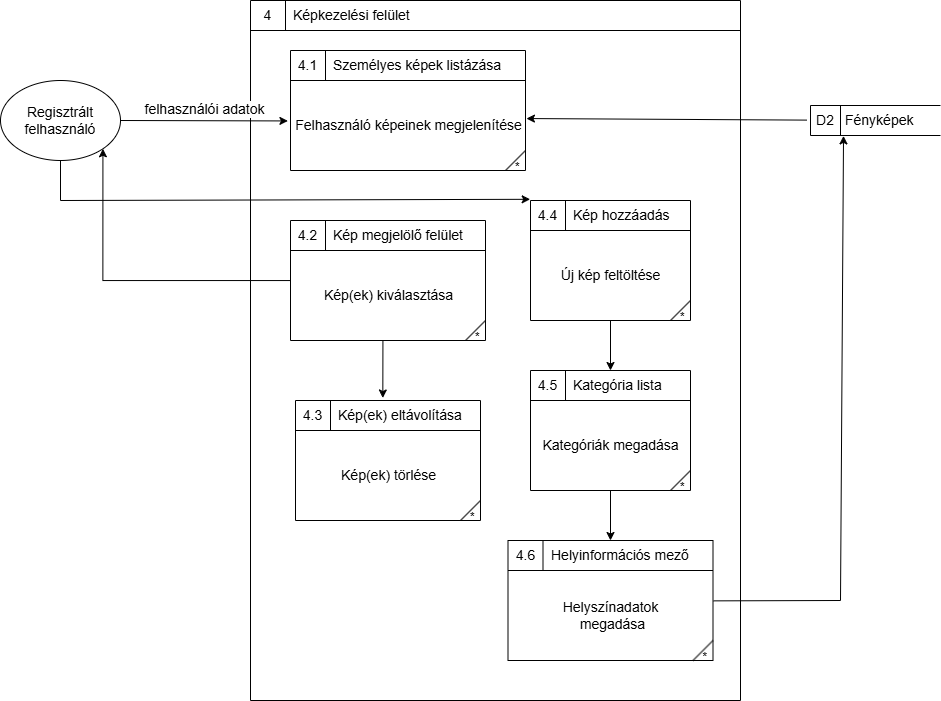 4 Képkezelési felület
4.1 Személyes képek listázása
Felhasználó képeinek megjelenítése
*
Regisztrált
felhasználó
felhasználói adatok
D2 Fényképek
4.2 Kép megjelölő felület
Kép(ek) kiválasztása
*
4.3 Kép(ek) eltávolítása
Kép(ek) törlése
*
4.4 Kép hozzáadás
Új kép feltöltése
*
4.5 Kategória lista
Kategóriák megadása
*
4.6 Helyinformációs mező
Helyszínadatok
megadása
*